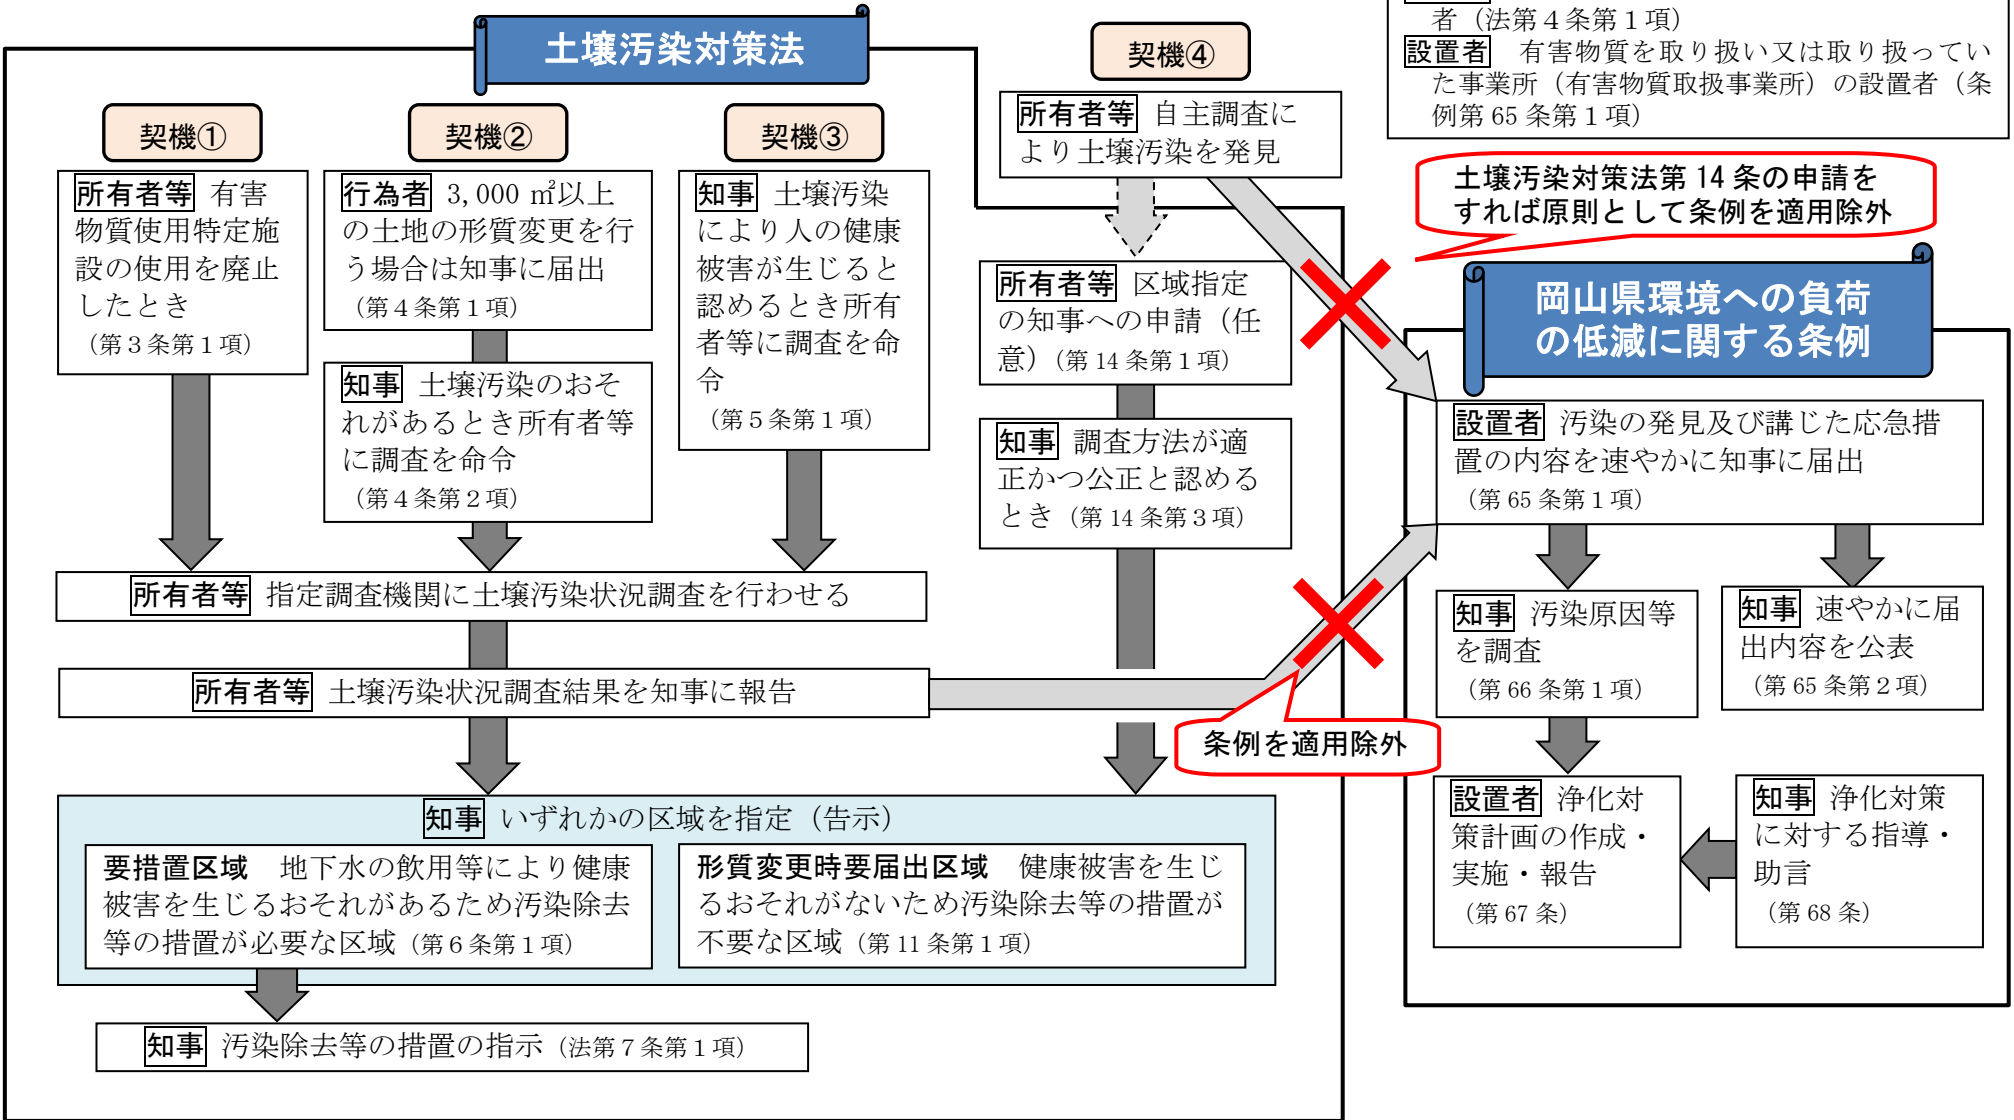 者（法第４条第１項）
設置者　有害物質を取り扱い又は取り扱ってい
た事業所（有害物質取扱事業所）の設置者（条
例第 65 条第１項）
土壌汚染対策法
契機①
所有者等 有害
物質使用特定施
設の使用を廃止
したとき
（第３条第１項）
契機②
行為者 3,000 ㎡以上
の土地の形質変更を行
う場合は知事に届出
（第４条第１項）
知事 土壌汚染のおそ
れがあるとき所有者等
に調査を命令
（第４条第２項）
契機③
知事 土壌汚染
により人の健康
被害が生じると
認めるとき所有
者等に調査を命
令
（第５条第１項）
契機④
所有者等 自主調査に
より土壌汚染を発見
所有者等 区域指定
の知事への申請（任
意）（第 14 条第１項）
知事 調査方法が適
正かつ公正と認める
とき（第 14 条第３項）
所有者等 指定調査機関に土壌汚染状況調査を行わせる
所有者等 土壌汚染状況調査結果を知事に報告
知事 いずれかの区域を指定（告示）
要措置区域　地下水の飲用等により健康
被害を生じるおそれがあるため汚染除去
等の措置が必要な区域（第６条第１項）
形質変更時要届出区域　健康被害を生じ
るおそれがないため汚染除去等の措置が
不要な区域（第 11 条第１項）
知事 汚染除去等の措置の指示（法第７条第１項）
土壌汚染対策法第 14 条の申請を
すれば原則として条例を適用除外
条例を適用除外
岡山県環境への負荷
の低減に関する条例
設置者 汚染の発見及び講じた応急措
置の内容を速やかに知事に届出
（第 65 条第１項）
知事 汚染原因等
を調査
（第 66 条第１項）
知事 速やかに届
出内容を公表
（第 65 条第２項）
設置者 浄化対
策計画の作成・
実施・報告
（第 67 条）
知事 浄化対策
に対する指導・
助言
（第 68 条）